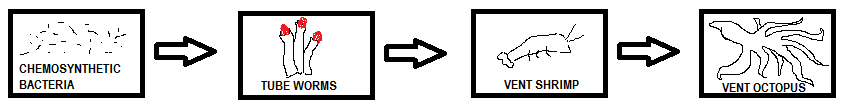 CHEMOSYNTHETIC
BACTERIA
TUBE WORMS
VENT SHRIMP
VENT OCTOPUS